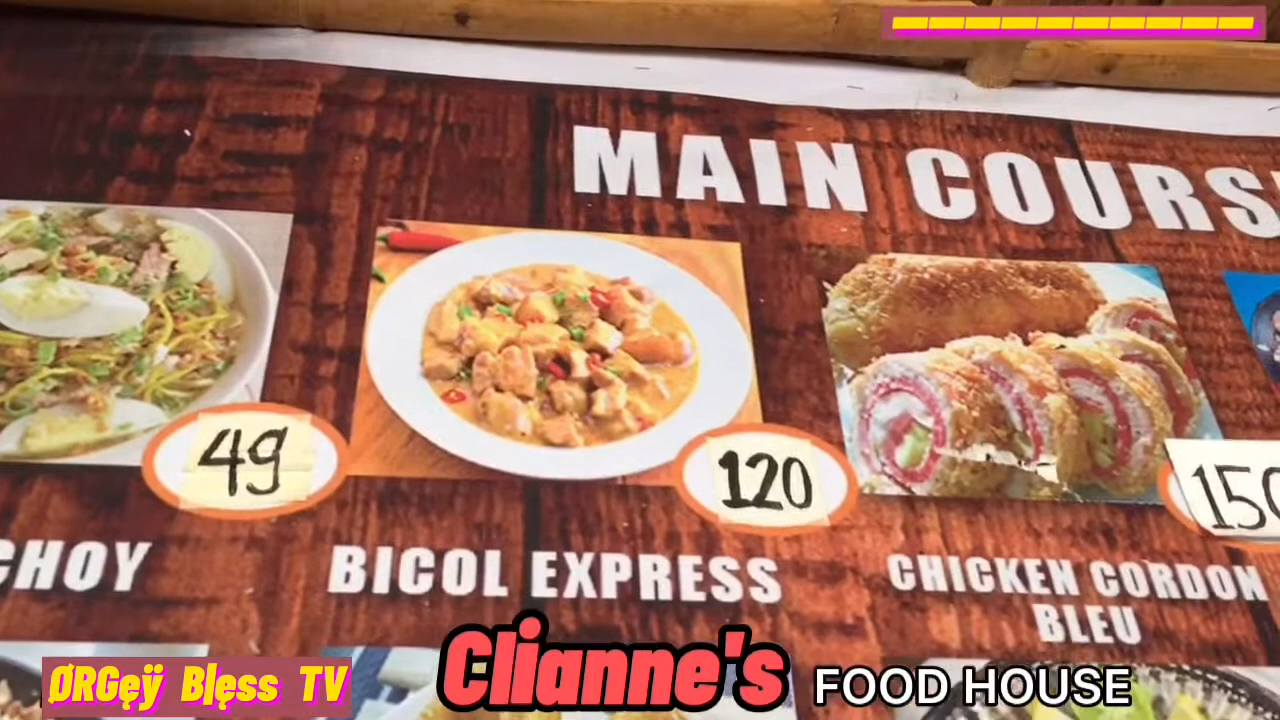 MAIN COURS
49
120
150
CHOY
BICOL EXPRESS
CHICKEN CORDON
BLEU
ØRGęÿ Blęss TV
Clianne's
FOOD HOUSE